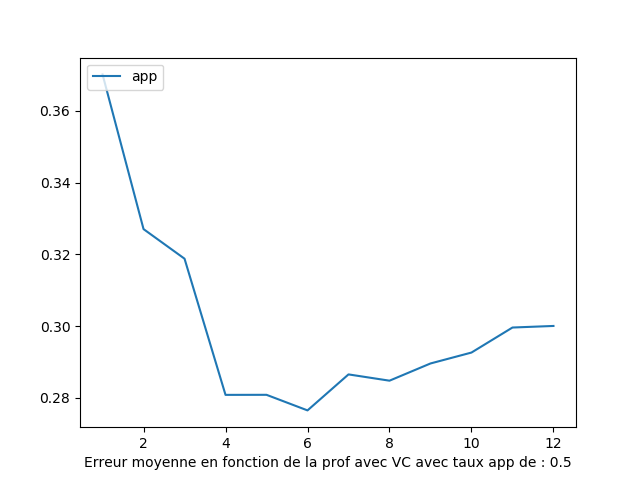 app
0.36
0.34
0.32
0.30
0.28
2 4 6 8 10 12
Erreur moyenne en fonction de la prof avec VC avec taux app de : 0.5